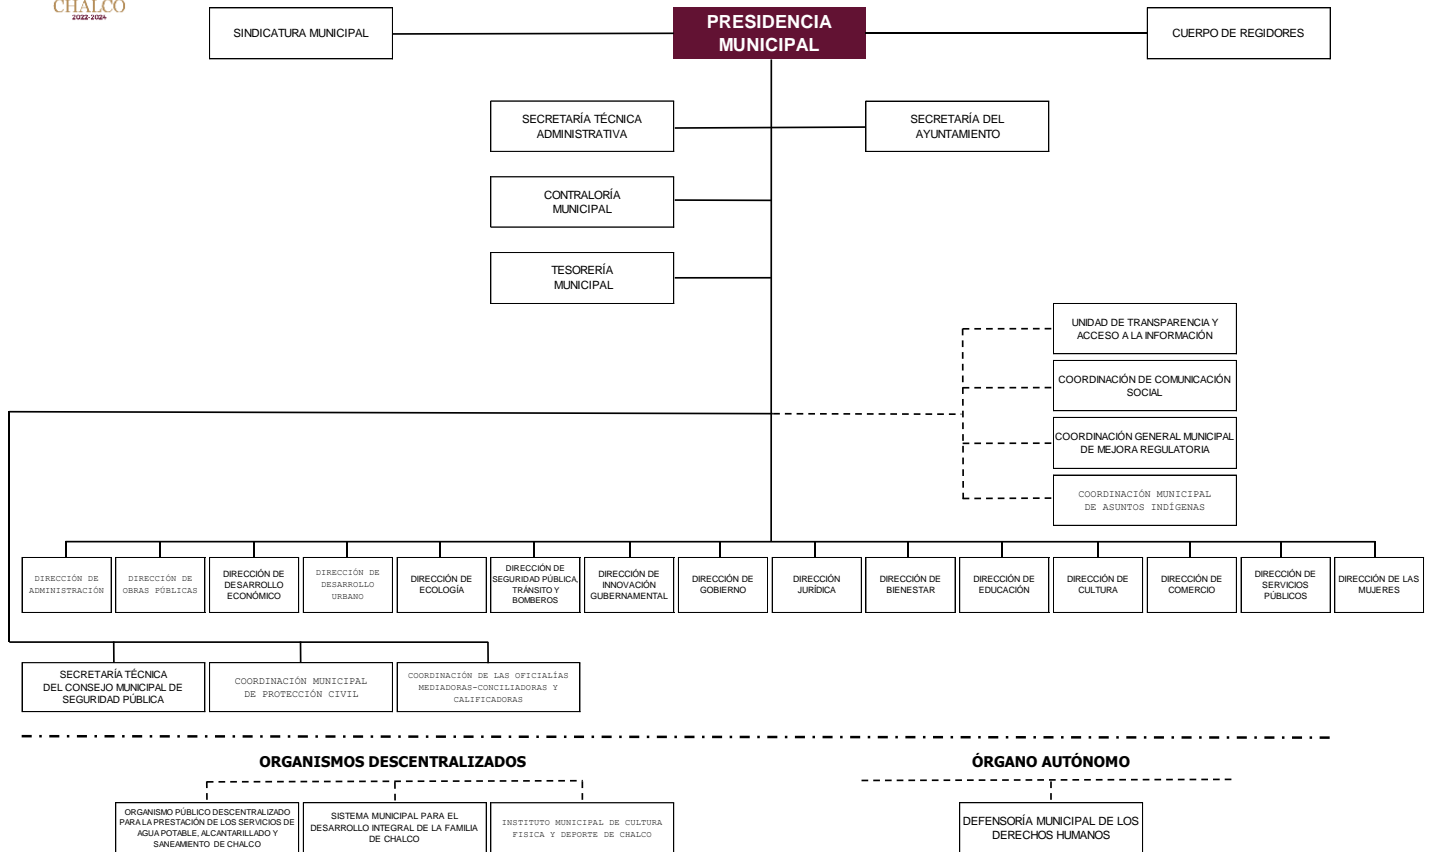 CHALCO
2022-2024
SINDICATURA MUNICIPAL
PRESIDENCIA
MUNICIPAL
CUERPO DE REGIDORES
SECRETARÍA TÉCNICA
ADMINISTRATIVA
SECRETARÍA DEL
AYUNTAMIENTO
CONTRALORÍA
MUNICIPAL
TESORERÍA
MUNICIPAL
UNIDAD DE TRANSPARENCIA Y
ACCESO A LA INFORMACIÓN
COORDINACIÓN DE COMUNICACIÓN
SOCIAL
COORDINACIÓN GENERAL MUNICIPAL
DE MEJORA REGULATORIA
COORDINACIÓN MUNICIPAL
DE ASUNTOS INDÍGENAS
DIRECCIÓN DE
ADMINISTRACIÓN
DIRECCIÓN DE
OBRAS PÚBLICAS
DIRECCIÓN DE
DESARROLLO
ECONÓMICO
DIRECCIÓN DE
DESARROLLO
URBANO
DIRECCIÓN DE
ECOLOGÍA
DIRECCIÓN DE
SEGURIDAD PÚBLICA,
TRÁNSITO Y
BOMBEROS
DIRECCIÓN DE
INNOVACIÓN
GUBERNAMENTAL
DIRECCIÓN DE
GOBIERNO
DIRECCIÓN
JURÍDICA
DIRECCIÓN DE
BIENESTAR
DIRECCIÓN DE
EDUCACIÓN
DIRECCIÓN DE
CULTURA
DIRECCIÓN DE
COMERCIO
DIRECCIÓN DE
SERVICIOS
PÚBLICOS
DIRECCIÓN DE LAS
MUJERES
SECRETARÍA TÉCNICA
DEL CONSEJO MUNICIPAL DE
SEGURIDAD PÚBLICA
COORDINACIÓN MUNICIPAL
DE PROTECCIÓN CIVIL
COORDINACIÓN DE LAS OFICIALÍAS
MEDIADORAS-CONCILIADORAS Y
CALIFICADORAS
ORGANISMOS DESCENTRALIZADOS
ÓRGANO AUTÓNOMO
ORGANISMO PÚBLICO DESCENTRALIZADO
PARA LA PRESTACIÓN DE LOS SERVICIOS DE
AGUA POTABLE, ALCANTARILLADO Y
SANEAMIENTO DE CHALCO
SISTEMA MUNICIPAL PARA EL
DESARROLLO INTEGRAL DE LA FAMILIA
DE CHALCO
INSTITUTO MUNICIPAL DE CULTURA
FISICA Y DEPORTE DE CHALCO
DEFENSORÍA MUNICIPAL DE LOS
DERECHOS HUMANOS